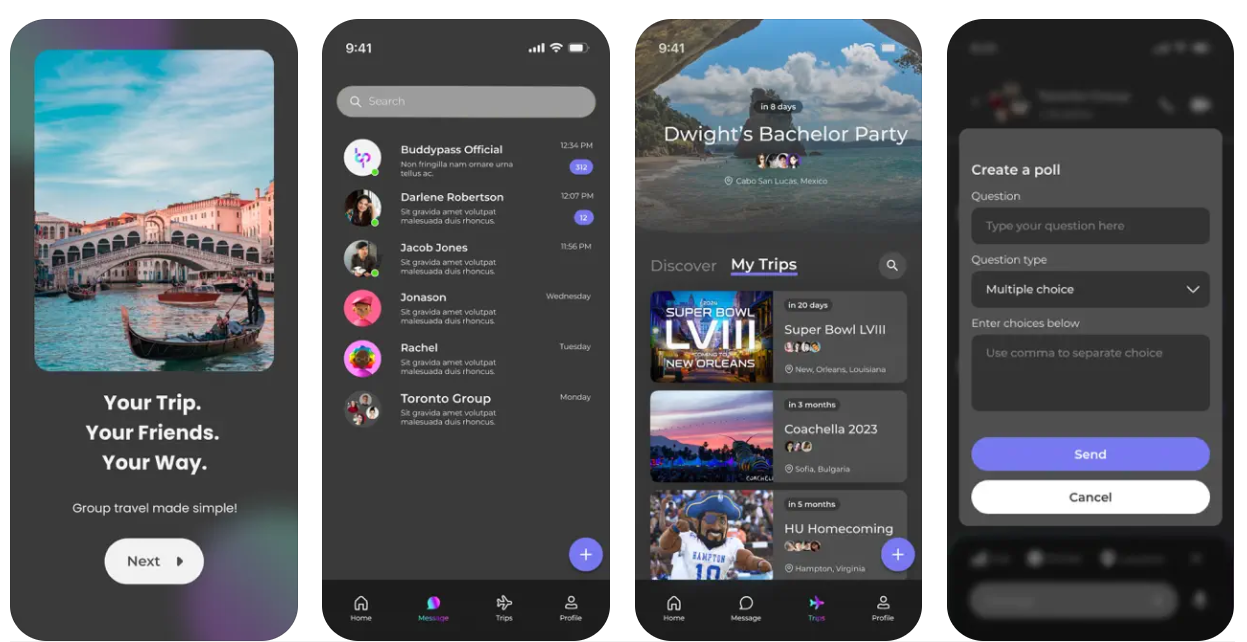 Your Trip.
Your Friends.
Your Way.
Group travel made simple!
Next
9:41
Search
Buddypass Official
12:34 PM
Non fringilla nam ornare urna
tellus ac.
312
Darlene Robertson
12:07 PM
Sit gravida amet volutpat
malesuada duis rhoncus.
12
Jacob Jones
11:56 PM
Sit gravida amet volutpat
malesuada duis rhoncus.
Jonason
Wednesday
Sit gravida amet volutpat
malesuada duis rhoncus.
Rachel
Tuesday
Sit gravida amet volutpat
malesuada duis rhoncus.
Toronto Group
Monday
Sit gravida amet volutpat
malesuada duis rhoncus.
+
Home
Message
Trips
Profile
9:41
in 8 days
Dwight's Bachelor Party
Cabo San Lucas, Mexico
Discover
My Trips
2024
SUPER BOWL
LVIII
COMING TO
NEW ORLEANS
in 20 days
Super Bowl LVIII
New, Orleans, Louisiana
in 3 months
Coachella 2023
Sofia, Bulgaria
in 5 months
HU Homecoming
Hampton, Virginia
HAMPTON
10
+
Home
Message
Trips
Profile
Create a poll
Question
Type your question here
Question type
Multiple choice
Enter choices below
Use comma to separate choice
Send
Cancel